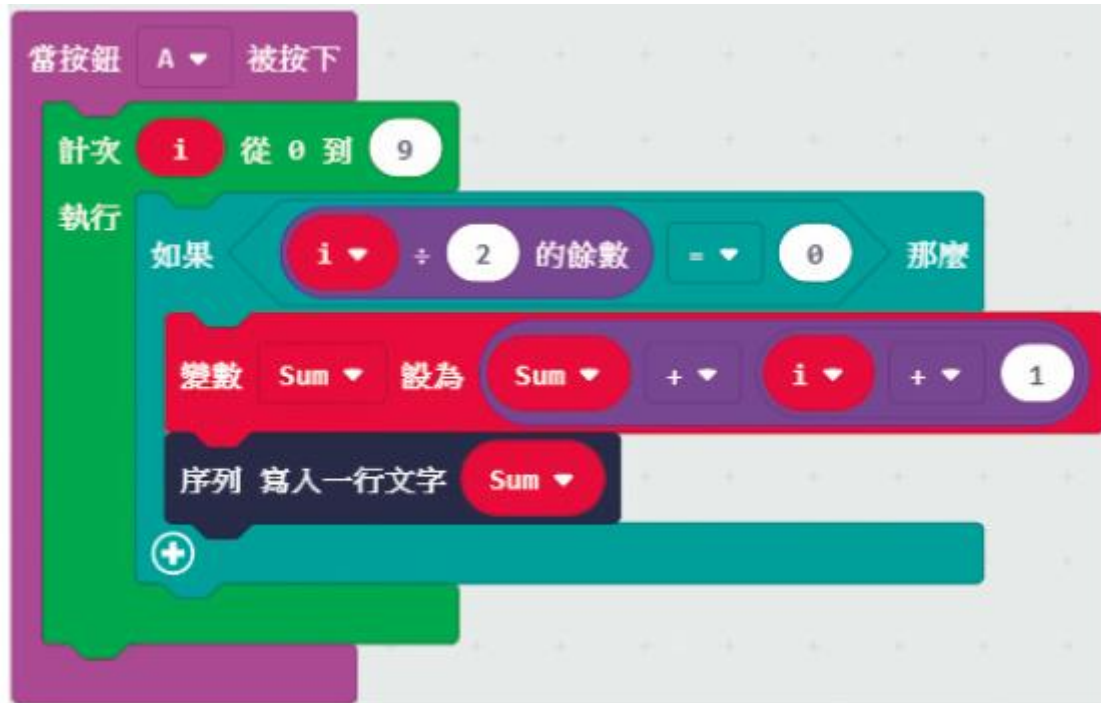 當按鈕 A 被按下
計次 i 從 0 到 9
執行
如果 i ÷ 2 的餘數 = 0 那麼
變數 Sum 設為 Sum + i + 1
序列 寫入一行文字 Sum